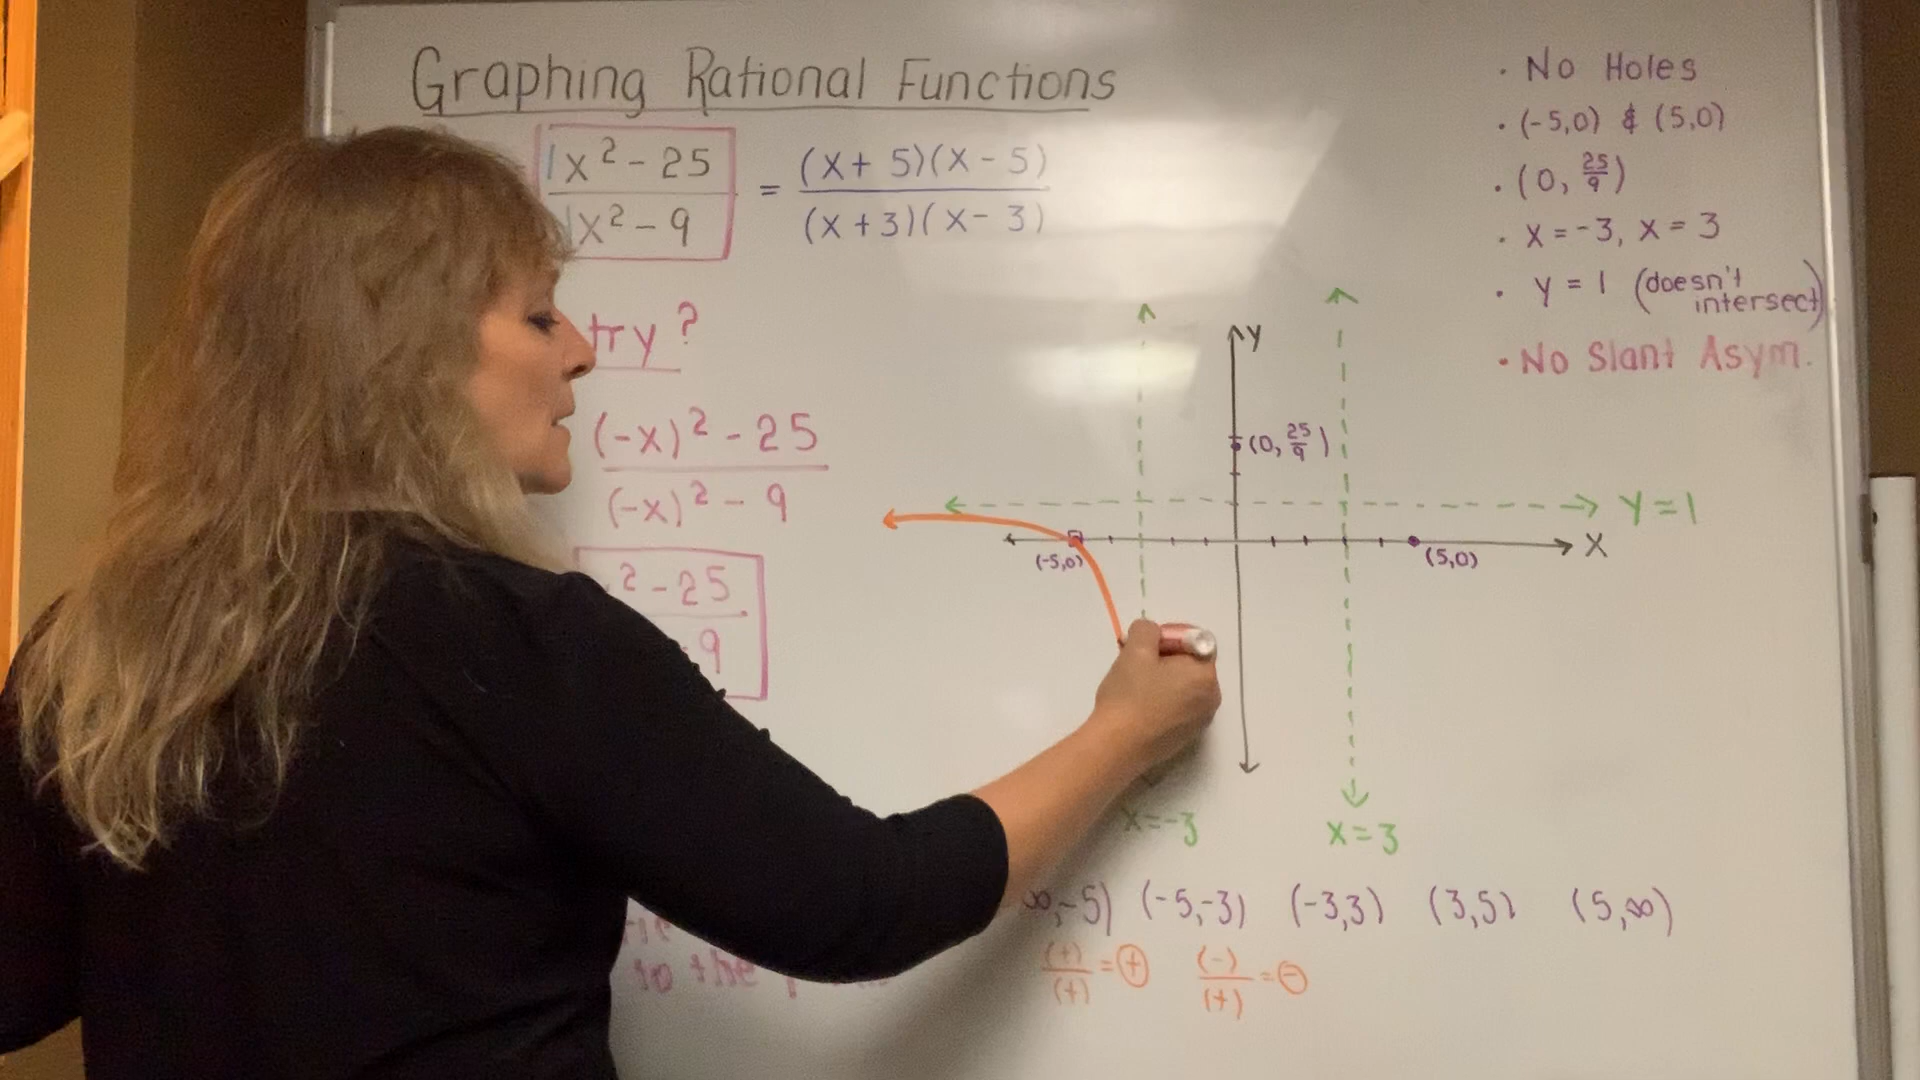 Graphing Rational Functions
1x² - 25
1x² - 9
= (x + 5)(x - 5)
(x + 3)(x - 3)
· No Holes
· (-5,0) & (5,0)
· (0, 25/9)
· x = -3, x = 3
· y = 1 (doesn't
intersect)
· No Slant Asym.
try?
(-x)² - 25
(-x)² - 9
² - 25
- 9
y
(0, 25/9)
y = 1
x
(-5,0)
(5,0)
x = -3
x = 3
∞,-5) (-5,-3) (-3,3) (3,5) (5,∞)
(+)/(+) = + (-)/(+) = -
to the